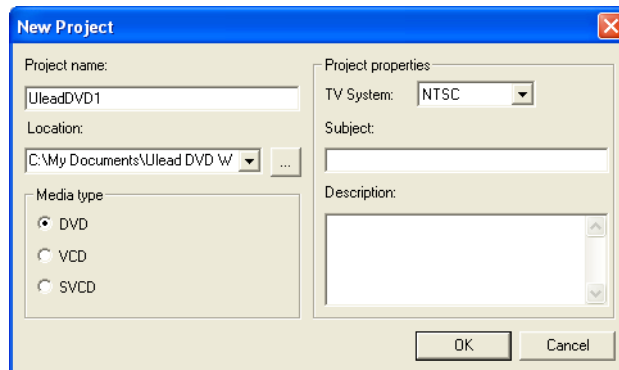 New Project
Project name:
UleadDVD1
Location:
C:\My Documents\Ulead DVD W
...
Media type
DVD
VCD
SVCD
Project properties
TV System:
NTSC
Subject:
Description:
OK
Cancel